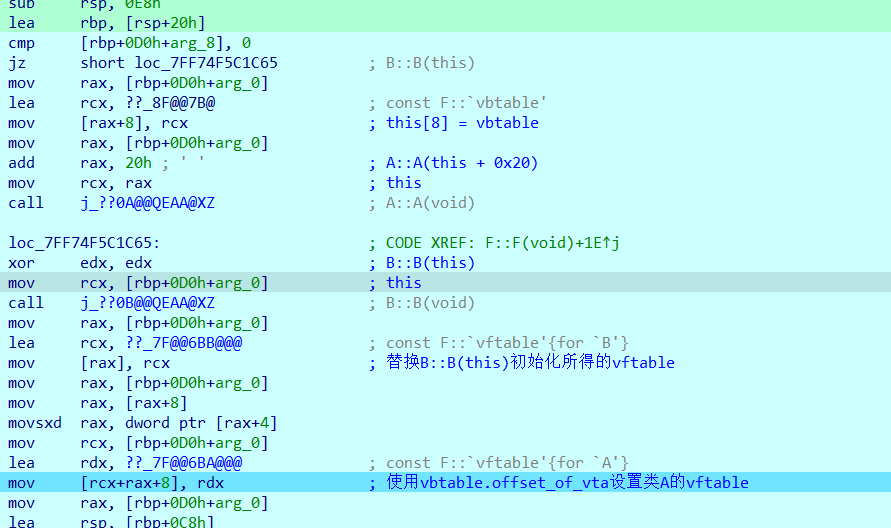 sub     rsp, 0E8h
lea     rbp, [rsp+20h]
cmp     [rbp+0D0h+arg_8], 0
jz      short loc_7FF74F5C1C65          ; B::B(this)
mov     rax, [rbp+0D0h+arg_0]
lea     rcx, ??_8F@@7B@                 ; const F::`vbtable'
mov     [rax+8], rcx                    ; this[8] = vbtable
mov     rax, [rbp+0D0h+arg_0]
add     rax, 20h ; ' '                  ; A::A(this + 0x20)
mov     rcx, rax                        ; this
call    j_??0A@@QEAA@XZ                 ; A::A(void)
loc_7FF74F5C1C65:                       ; CODE XREF: F::F(void)+1E↑j
xor     edx, edx                        ; B::B(this)
mov     rcx, [rbp+0D0h+arg_0]           ; this
call    j_??0B@@QEAA@XZ                 ; B::B(void)
mov     rax, [rbp+0D0h+arg_0]
lea     rcx, ??_7F@@6BB@@@              ; const F::`vftable'{for `B'}
mov     [rax], rcx                      ; 替换B::B(this)初始化所得的vftable
mov     rax, [rbp+0D0h+arg_0]
mov     rax, [rax+8]
movsxd  rax, dword ptr [rax+4]
mov     rcx, [rbp+0D0h+arg_0]
lea     rdx, ??_7F@@6BA@@@              ; const F::`vftable'{for `A'}
mov     [rcx+rax+8], rdx                ; 使用vbtable.offset_of_vta设置类A的vftable
mov     rax, [rbp+0D0h+arg_0]
lea     rsp, [rbp+0C8h]